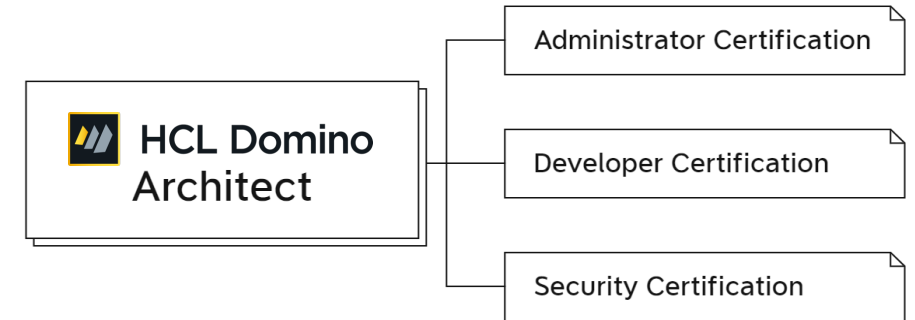 HCL Domino
Architect
Administrator Certification
Developer Certification
Security Certification